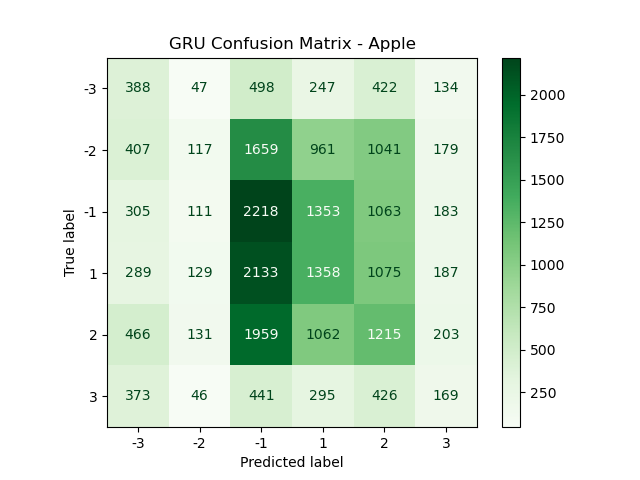 GRU Confusion Matrix - Apple
-3 388 47 498 247 422 134
-2 407 117 1659 961 1041 179
-1 305 111 2218 1353 1063 183
1 289 129 2133 1358 1075 187
2 466 131 1959 1062 1215 203
3 373 46 441 295 426 169
-3 -2 -1 1 2 3
Predicted label
True label
2000
1750
1500
1250
1000
750
500
250